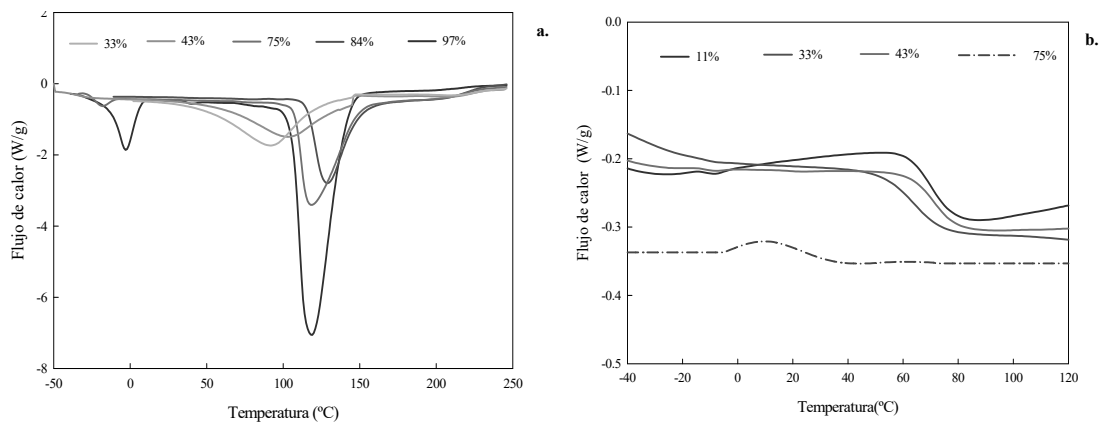 a.
2
33% 43% 75% 84% 97%
0
-2
-4
-6
-8
-50 0 50 100 150 200 250
Flujo de calor (W/g)
Temperatura (ºC)
b.
0.0
11% 33% 43% 75%
-0.1
-0.2
-0.3
-0.4
-0.5
-40 -20 0 20 40 60 80 100 120
Flujo de calor (W/g)
Temperatura(ºC)